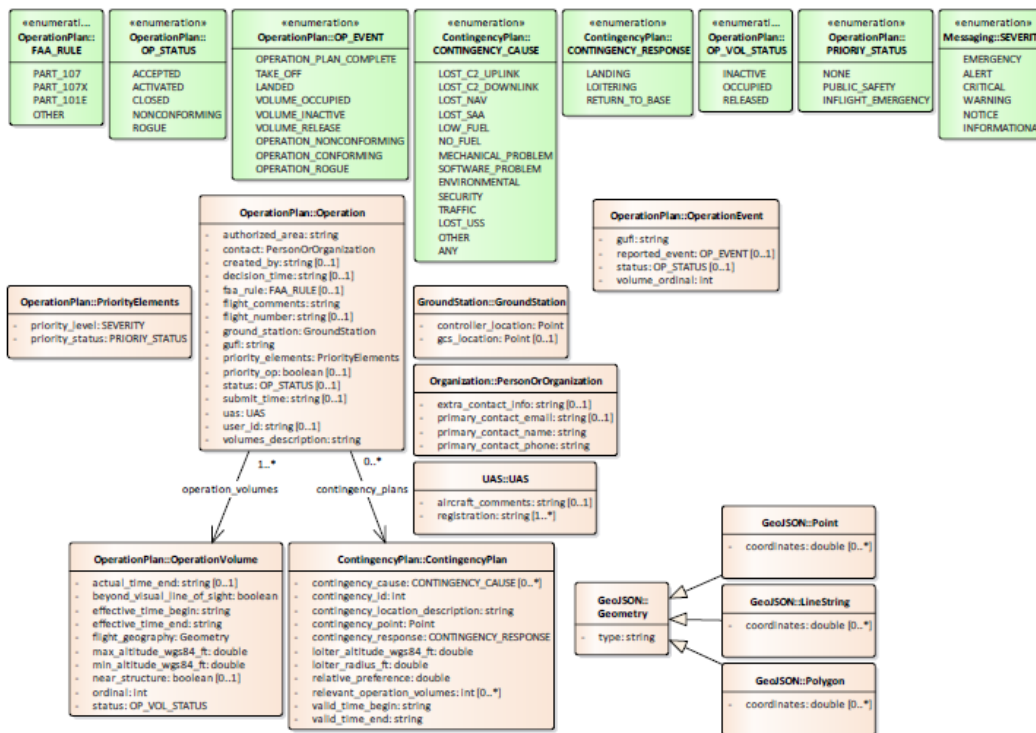 «enumerati...
OperationPlan::
FAA_RULE
PART_107
PART_107X
PART_101E
OTHER
«enumeration»
OperationPlan::
OP_STATUS
ACCEPTED
ACTIVATED
CLOSED
NONCONFORMING
ROGUE
«enumeration»
OperationPlan::OP_EVENT
OPERATION_PLAN_COMPLETE
TAKE_OFF
LANDED
VOLUME_OCCUPIED
VOLUME_INACTIVE
VOLUME_RELEASE
OPERATION_NONCONFORMING
OPERATION_CONFORMING
OPERATION_ROGUE
«enumeration»
ContingencyPlan::
CONTINGENCY_CAUSE
LOST_C2_UPLINK
LOST_C2_DOWNLINK
LOST_NAV
LOST_SAA
LOW_FUEL
NO_FUEL
MECHANICAL_PROBLEM
SOFTWARE_PROBLEM
ENVIRONMENTAL
SECURITY
TRAFFIC
LOST_USS
OTHER
ANY
«enumeration»
ContingencyPlan::
CONTINGENCY_RESPONSE
LANDING
LOITERING
RETURN_TO_BASE
«enumerati...
OperationPlan::
OP_VOL_STATUS
INACTIVE
OCCUPIED
RELEASED
«enumeration»
OperationPlan::
PRIORIY_STATUS
NONE
PUBLIC_SAFETY
INFLIGHT_EMERGENCY
«enumeration»
Messaging::SEVERIT
EMERGENCY
ALERT
CRITICAL
WARNING
NOTICE
INFORMATIONA
OperationPlan::Operation
- authorized_area: string
- contact: PersonOrOrganization
- created_by: string [0..1]
- decision_time: string [0..1]
- faa_rule: FAA_RULE [0..1]
- flight_comments: string
- flight_number: string [0..1]
- ground_station: GroundStation
- gufi: string
- priority_elements: PriorityElements
- priority_op: boolean [0..1]
- status: OP_STATUS [0..1]
- submit_time: string [0..1]
- uas: UAS
- user_id: string [0..1]
- volumes_description: string
OperationPlan::OperationEvent
- gufi: string
- reported_event: OP_EVENT [0..1]
- status: OP_STATUS [0..1]
- volume_ordinal: int
OperationPlan::PriorityElements
- priority_level: SEVERITY
- priority_status: PRIORIY_STATUS
GroundStation::GroundStation
- controller_location: Point
- gcs_location: Point [0..1]
Organization::PersonOrOrganization
- extra_contact_info: string [0..1]
- primary_contact_email: string [0..1]
- primary_contact_name: string
- primary_contact_phone: string
UAS::UAS
- aircraft_comments: string [0..1]
- registration: string [1..*]
1..*
operation_volumes
0..*
contingency_plans
OperationPlan::OperationVolume
- actual_time_end: string [0..1]
- beyond_visual_line_of_sight: boolean
- effective_time_begin: string
- effective_time_end: string
- flight_geography: Geometry
- max_altitude_wgs84_ft: double
- min_altitude_wgs84_ft: double
- near_structure: boolean [0..1]
- ordinal: int
- status: OP_VOL_STATUS
ContingencyPlan::ContingencyPlan
- contingency_cause: CONTINGENCY_CAUSE [0..*]
- contingency_id: int
- contingency_location_description: string
- contingency_point: Point
- contingency_response: CONTINGENCY_RESPONSE
- loiter_altitude_wgs84_ft: double
- loiter_radius_ft: double
- relative_preference: double
- relevant_operation_volumes: int [0..*]
- valid_time_begin: string
- valid_time_end: string
GeoJSON::
Geometry
- type: string
GeoJSON::Point
- coordinates: double [0..*]
GeoJSON::LineString
- coordinates: double [0..*]
GeoJSON::Polygon
- coordinates: double [0..*]